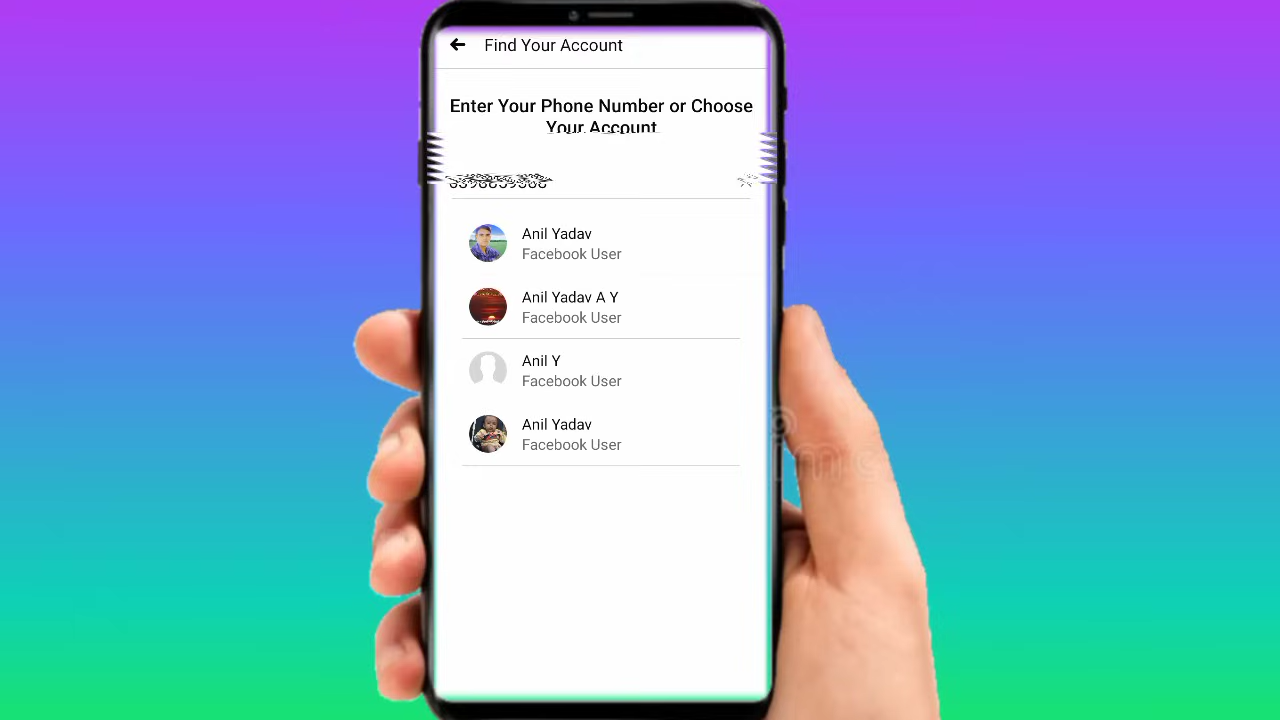 Find Your Account
Enter Your Phone Number or Choose
Your Account
Anil Yadav
Facebook User
Anil Yadav A Y
Facebook User
Anil Y
Facebook User
Anil Yadav
Facebook User